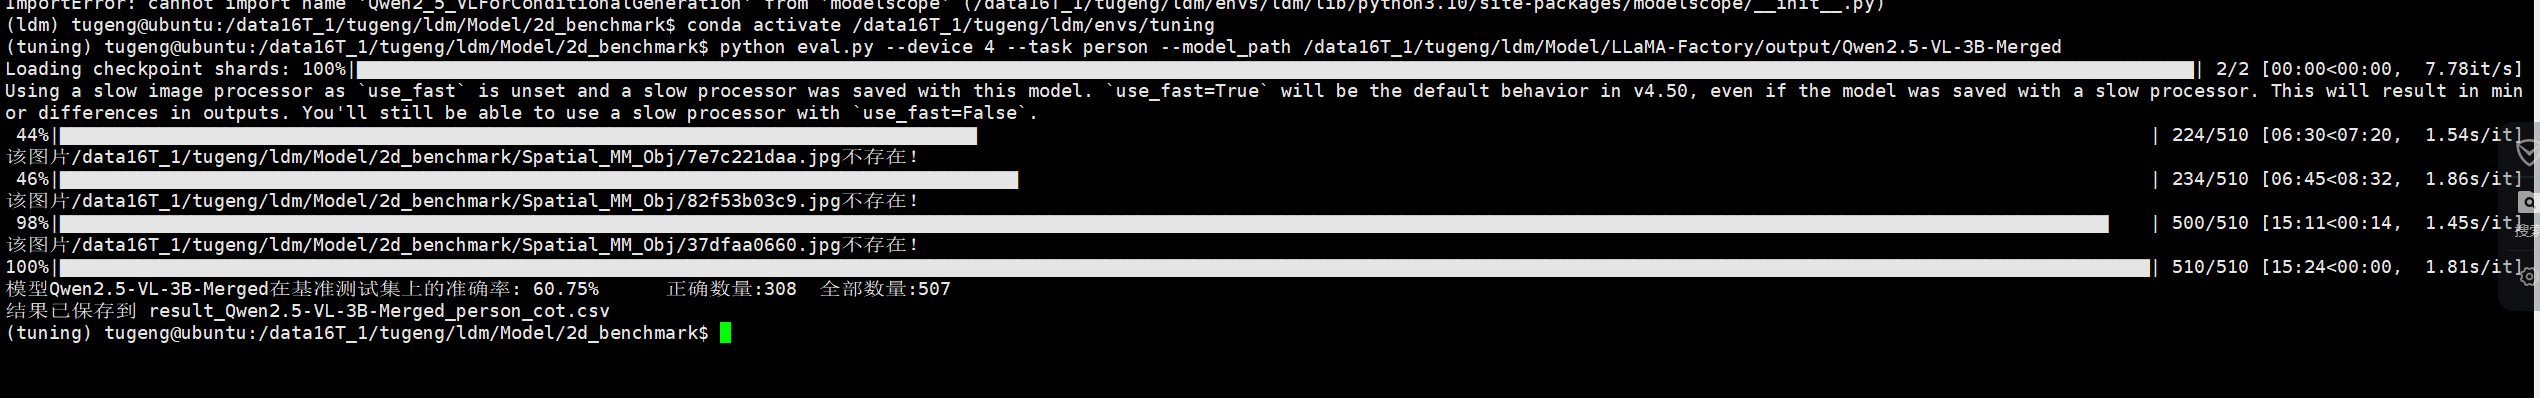 ImportError: cannot import name 'Qwen2_5_VLForConditionalGeneration' from 'modelscope' (/data16T_1/tugeng/ldm/envs/ldm/lib/python3.10/site-packages/modelscope/__init__.py)
(ldm) tugeng@ubuntu:/data16T_1/tugeng/ldm/Model/2d_benchmark$ conda activate /data16T_1/tugeng/ldm/envs/tuning
(tuning) tugeng@ubuntu:/data16T_1/tugeng/ldm/Model/2d_benchmark$ python eval.py --device 4 --task person --model_path /data16T_1/tugeng/ldm/Model/LLaMA-Factory/output/Qwen2.5-VL-3B-Merged
Loading checkpoint shards: 100%| | 2/2 [00:00<00:00, 7.78it/s]
Using a slow image processor as `use_fast` is unset and a slow processor was saved with this model. `use_fast=True` will be the default behavior in v4.50, even if the model was saved with a slow processor. This will result in min
or differences in outputs. You'll still be able to use a slow processor with `use_fast=False`.
44%| | 224/510 [06:30<07:20, 1.54s/it]
该图片/data16T_1/tugeng/ldm/Model/2d_benchmark/Spatial_MM_Obj/7e7c221daa.jpg不存在!
46%| | 234/510 [06:45<08:32, 1.86s/it]
该图片/data16T_1/tugeng/ldm/Model/2d_benchmark/Spatial_MM_Obj/82f53b03c9.jpg不存在!
98%| | 500/510 [15:11<00:14, 1.45s/it]
搜索
该图片/data16T_1/tugeng/ldm/Model/2d_benchmark/Spatial_MM_Obj/37dfaa0660.jpg不存在!
100%| | 510/510 [15:24<00:00, 1.81s/it]
模型Qwen2.5-VL-3B-Merged在基准测试集上的准确率: 60.75% 正确数量:308 全部数量:507
结果已保存到 result_Qwen2.5-VL-3B-Merged_person_cot.csv
(tuning) tugeng@ubuntu:/data16T_1/tugeng/ldm/Model/2d_benchmark$